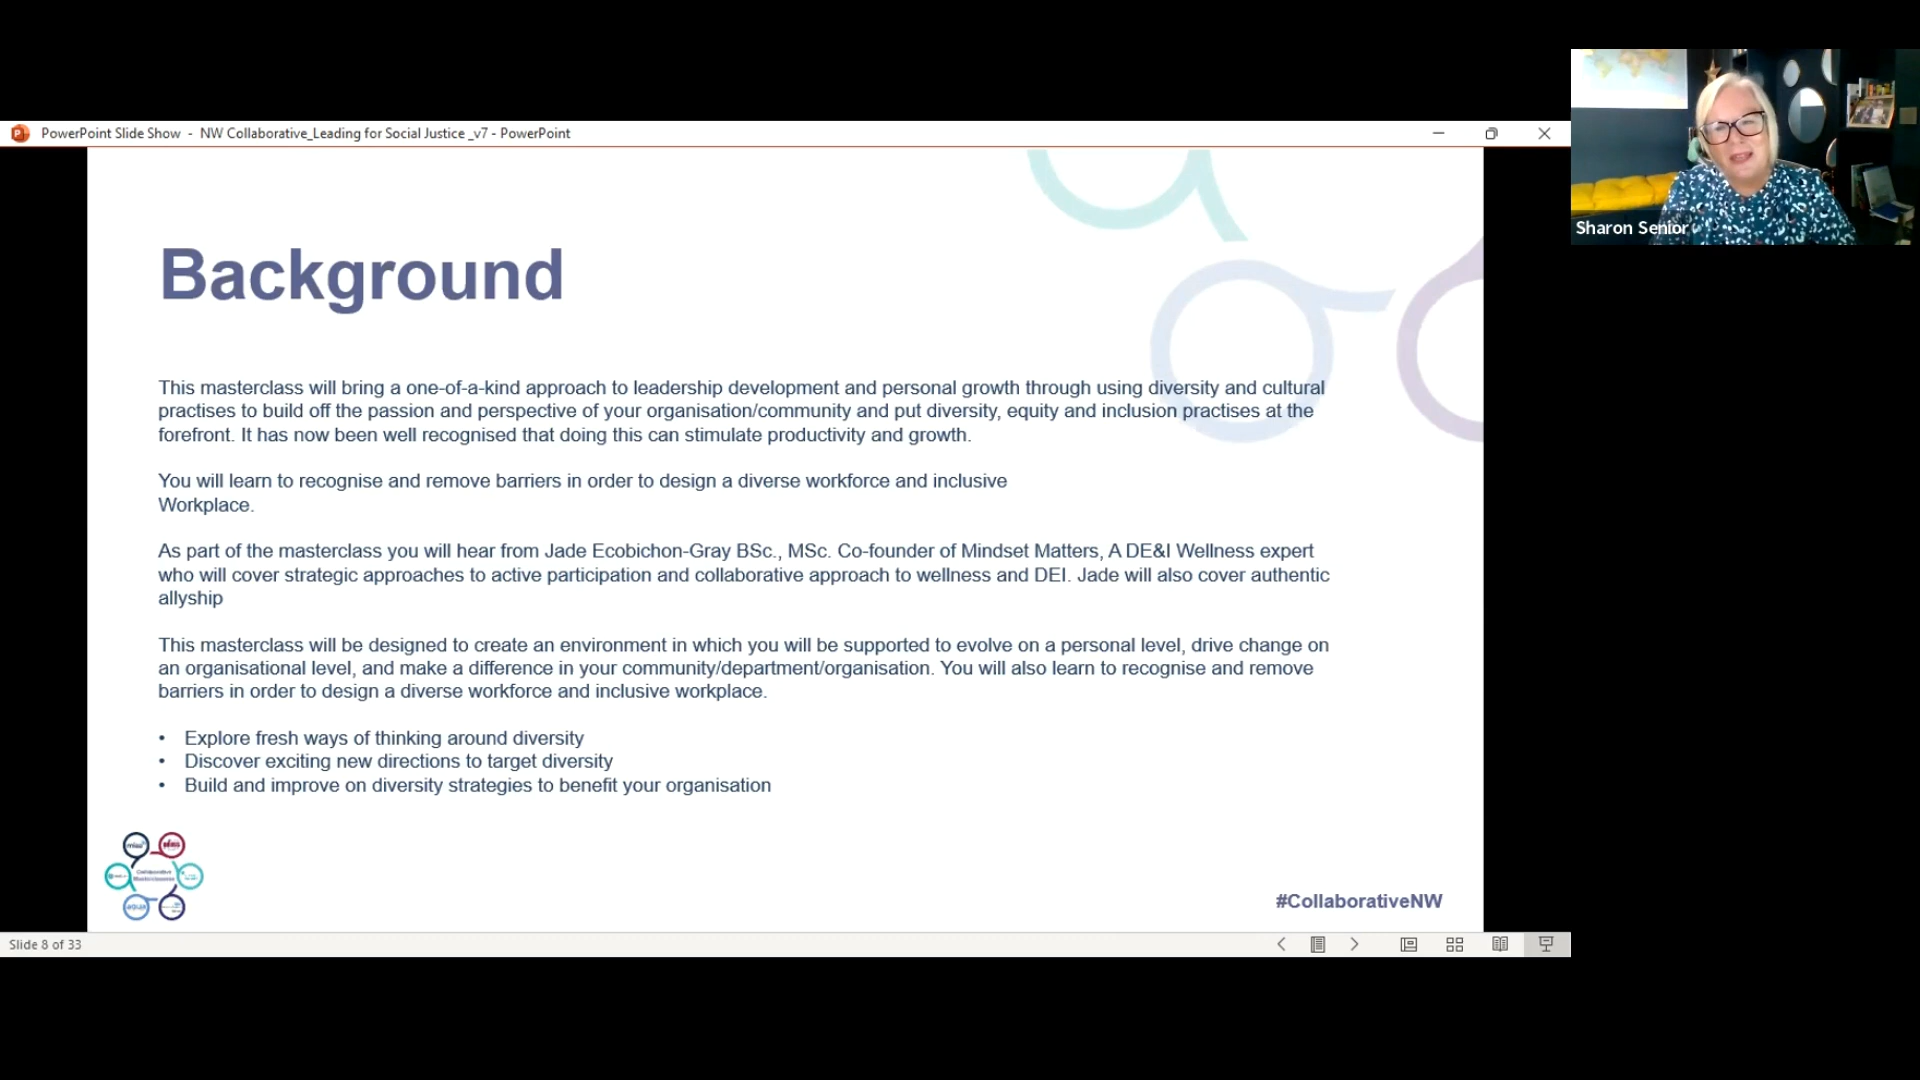 PowerPoint Slide Show - NW Collaborative_Leading for Social Justice _v7 - PowerPoint
Sharon Senior
Background
This masterclass will bring a one-of-a-kind approach to leadership development and personal growth through using diversity and cultural
practises to build off the passion and perspective of your organisation/community and put diversity, equity and inclusion practises at the
forefront. It has now been well recognised that doing this can stimulate productivity and growth.
You will learn to recognise and remove barriers in order to design a diverse workforce and inclusive
Workplace.
As part of the masterclass you will hear from Jade Ecobichon-Gray BSc., MSc. Co-founder of Mindset Matters, A DE&I Wellness expert
who will cover strategic approaches to active participation and collaborative approach to wellness and DEI. Jade will also cover authentic
allyship
This masterclass will be designed to create an environment in which you will be supported to evolve on a personal level, drive change on
an organisational level, and make a difference in your community/department/organisation. You will also learn to recognise and remove
barriers in order to design a diverse workforce and inclusive workplace.
• Explore fresh ways of thinking around diversity
• Discover exciting new directions to target diversity
• Build and improve on diversity strategies to benefit your organisation
Collaborative
Masterclasses
aqua
#CollaborativeNW
Slide 8 of 33